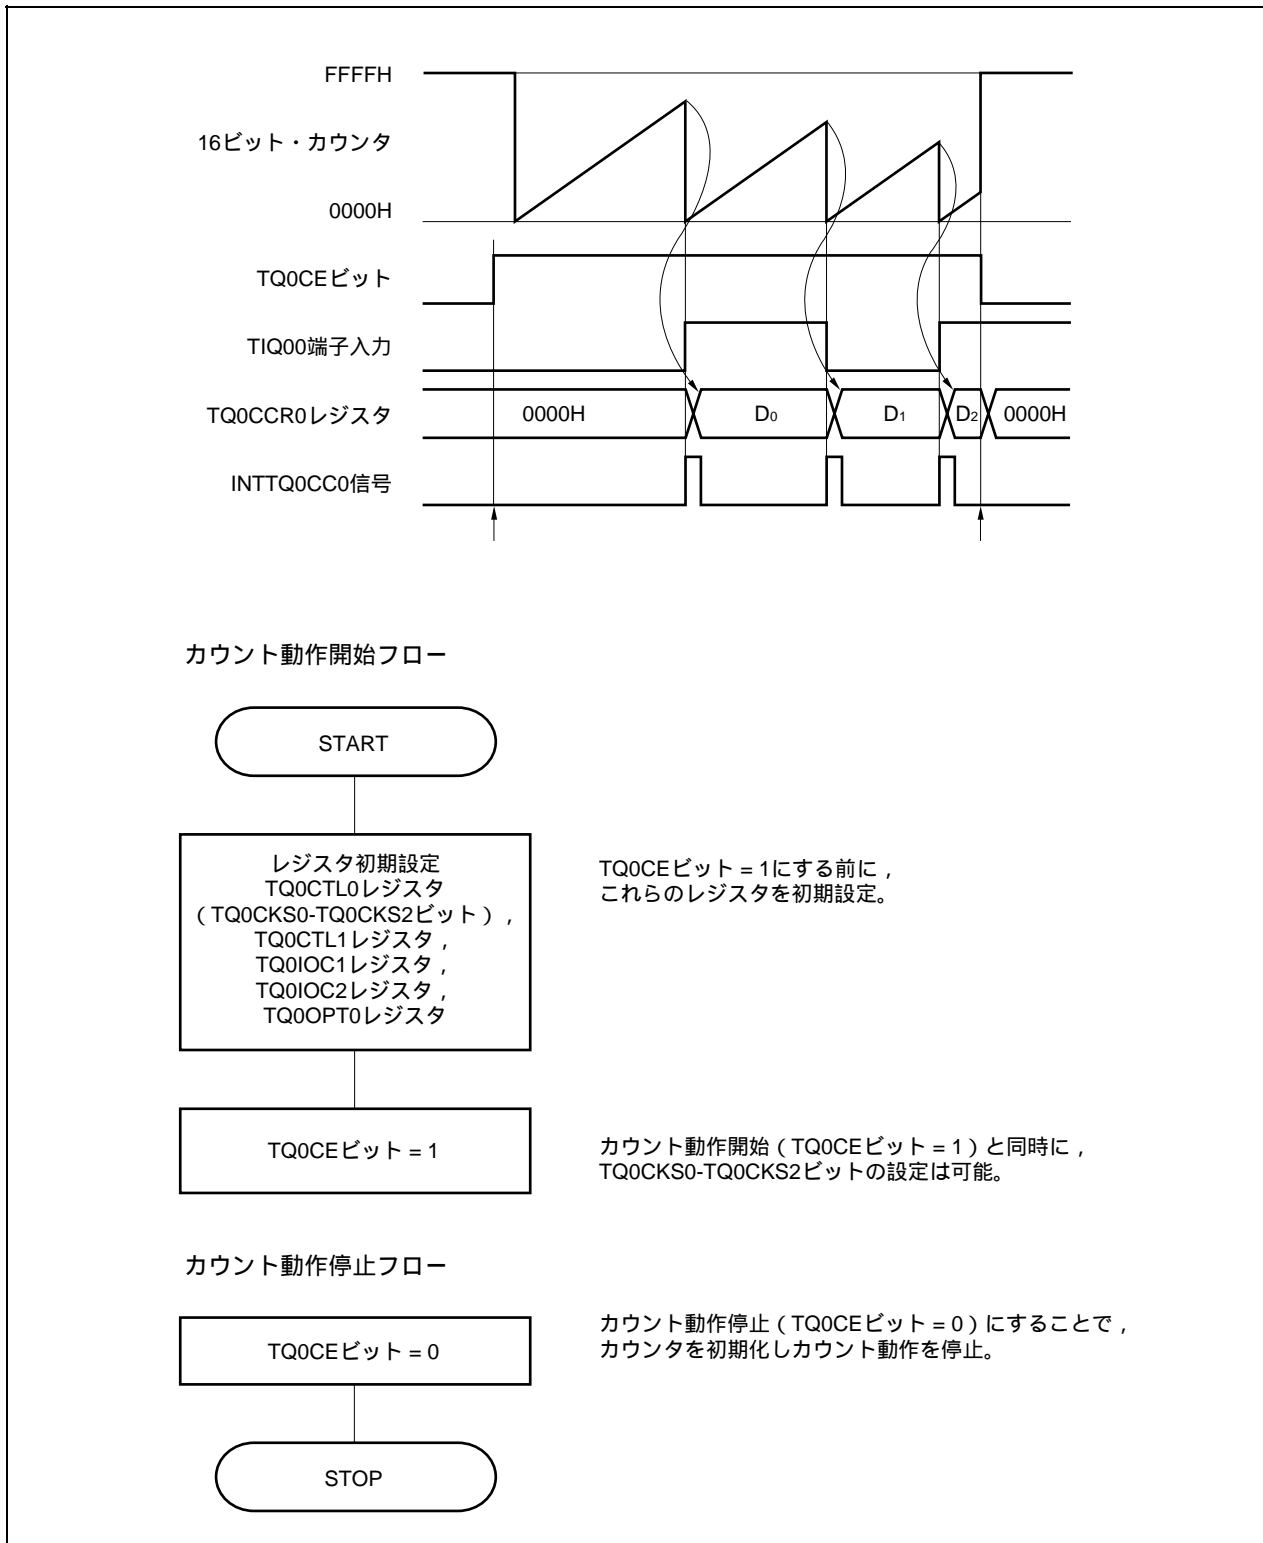 FFFFH
16ビット・カウンタ
0000H
TQ0CEビット
TIQ00端子入力
TQ0CCR0レジスタ
0000H
D0
D1
D2
0000H
INTTQ0CC0信号
カウント動作開始フロー
START
レジスタ初期設定
TQ0CTL0レジスタ
（TQ0CKS0-TQ0CKS2ビット），
TQ0CTL1レジスタ，
TQ0IOC1レジスタ，
TQ0IOC2レジスタ，
TQ0OPT0レジスタ
TQ0CEビット = 1にする前に，
これらのレジスタを初期設定。
TQ0CEビット = 1
カウント動作開始（TQ0CEビット = 1）と同時に，
TQ0CKS0-TQ0CKS2ビットの設定は可能。
カウント動作停止フロー
TQ0CEビット = 0
カウント動作停止（TQ0CEビット = 0）にすることで，
カウンタを初期化しカウント動作を停止。
STOP